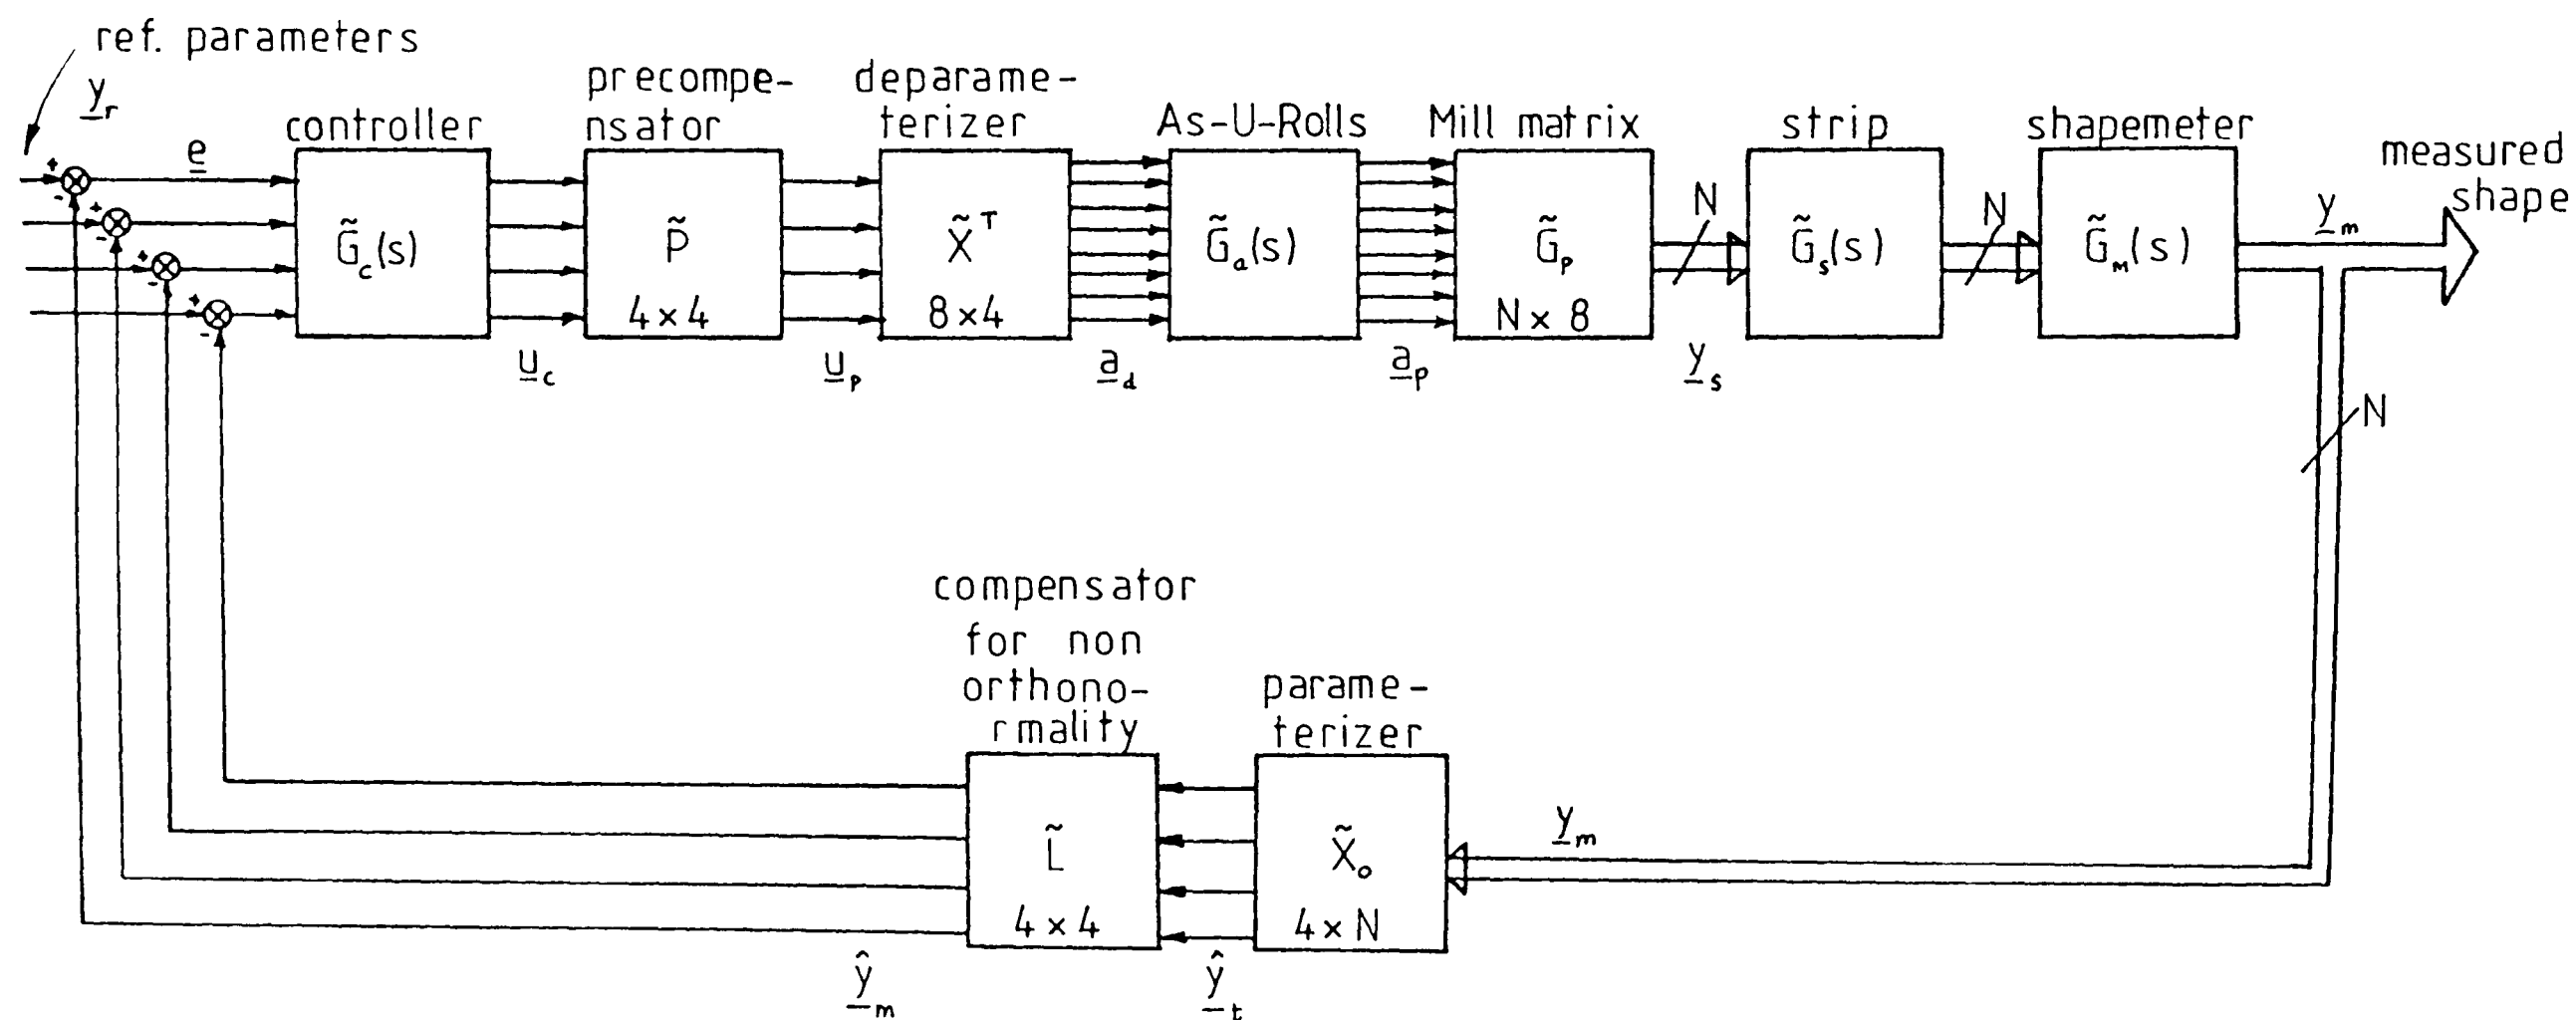 ref. parameters
y_r
e
controller
G̃_c(s)
u_c
precompe-
nsator
P̃
4 × 4
u_p
deparame-
terizer
X̃^T
8 × 4
a_d
As-U-Rolls
G̃_a(s)
a_p
Mill matrix
G̃_p
N × 8
N
y_s
strip
G̃_s(s)
N
shapemeter
G̃_m(s)
measured
shape
y_m
N
compensator
for non
orthono-
rmality
L̃
4 × 4
ŷ_m
parame-
terizer
X̃_o
4 × N
ŷ_t
y_m